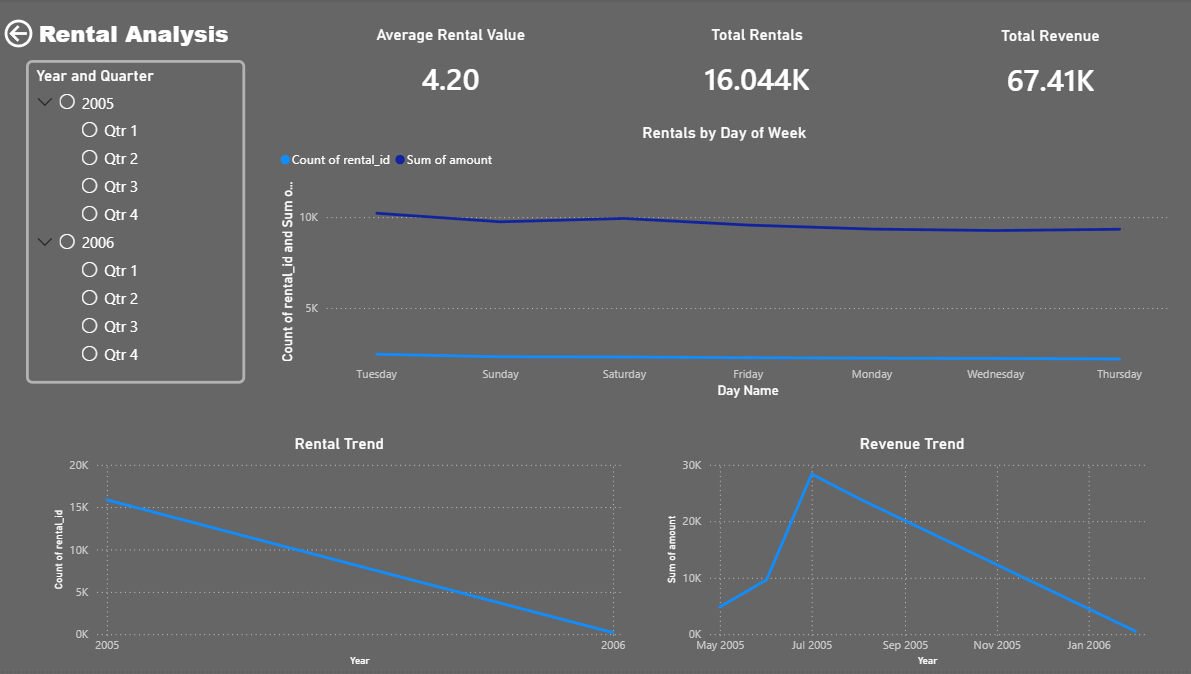 Rental Analysis
Year and Quarter
2005
Qtr 1
Qtr 2
Qtr 3
Qtr 4
2006
Qtr 1
Qtr 2
Qtr 3
Qtr 4
Average Rental Value
4.20
Total Rentals
16.044K
Total Revenue
67.41K
Rentals by Day of Week
Count of rental_id Sum of amount
Count of rental_id and Sum o...
10K
5K
Tuesday Sunday Saturday Friday Monday Wednesday Thursday
Day Name
Rental Trend
Count of rental_id
20K
15K
10K
5K
0K
2005 2006
Year
Revenue Trend
Sum of amount
30K
20K
10K
0K
May 2005 Jul 2005 Sep 2005 Nov 2005 Jan 2006
Year